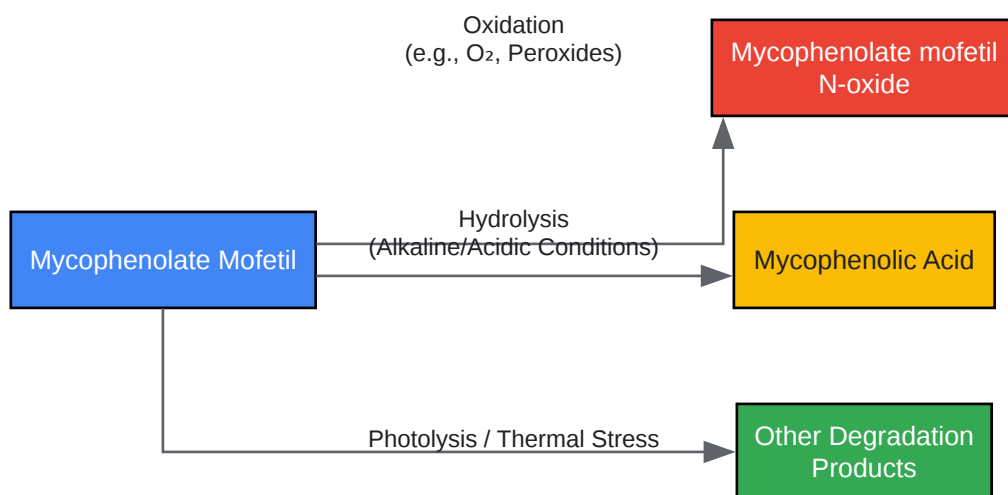 Oxidation
(e.g., O₂, Peroxides)
Mycophenolate mofetil
N-oxide
Hydrolysis
(Alkaline/Acidic Conditions)
Mycophenolate Mofetil
Mycophenolic Acid
Photolysis / Thermal Stress
Other Degradation
Products